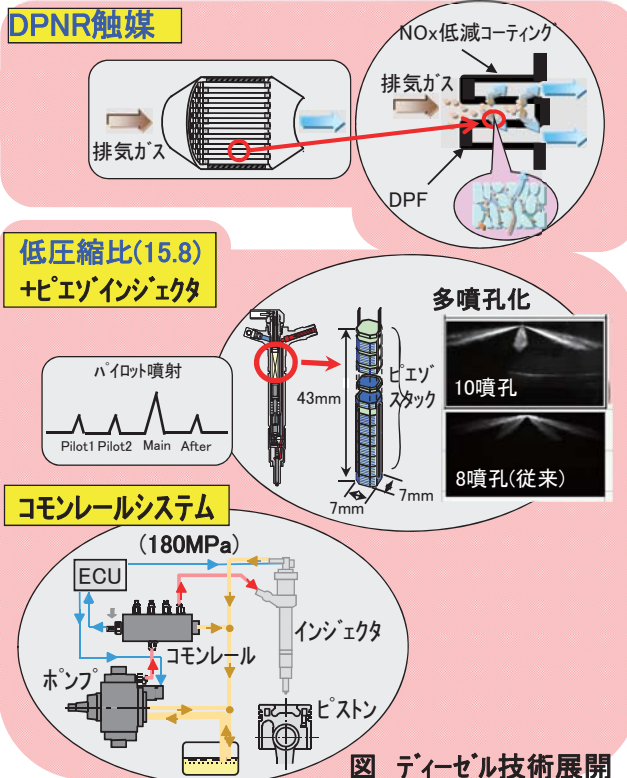 DPNR触媒
NOx低減コーティング
排気ガス
排気ガス
DPF
低圧縮比(15.8)
+ピエゾインジェクタ
多噴孔化
パイロット噴射
Pilot1 Pilot2 Main After
43mm
ピエゾ
スタック
7mm
7mm
10噴孔
8噴孔(従来)
コモンレールシステム
(180MPa)
ECU
インジェクタ
コモンレール
ポンプ
ピストン
図 ディーゼル技術展開